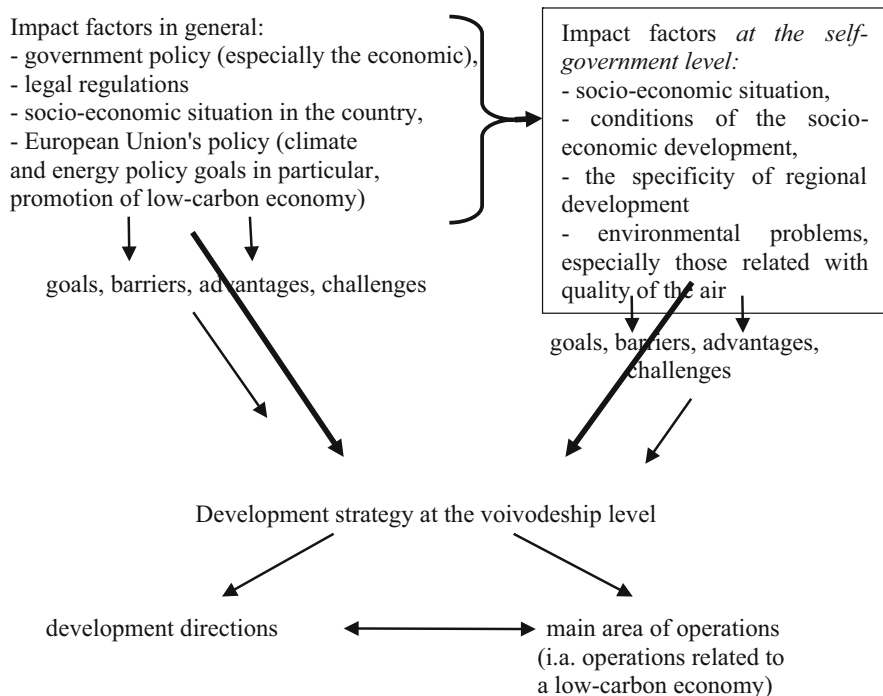 Impact factors in general:
- government policy (especially the economic),
- legal regulations
- socio-economic situation in the country,
- European Union's policy (climate
and energy policy goals in particular,
promotion of low-carbon economy)
goals, barriers, advantages, challenges
Impact factors at the self-
government level:
- socio-economic situation,
- conditions of the socio-
economic development,
- the specificity of regional
development
- environmental problems,
especially those related with
quality of the air
goals, barriers, advantages,
challenges
Development strategy at the voivodeship level
development directions
main area of operations
(i.a. operations related to
a low-carbon economy)